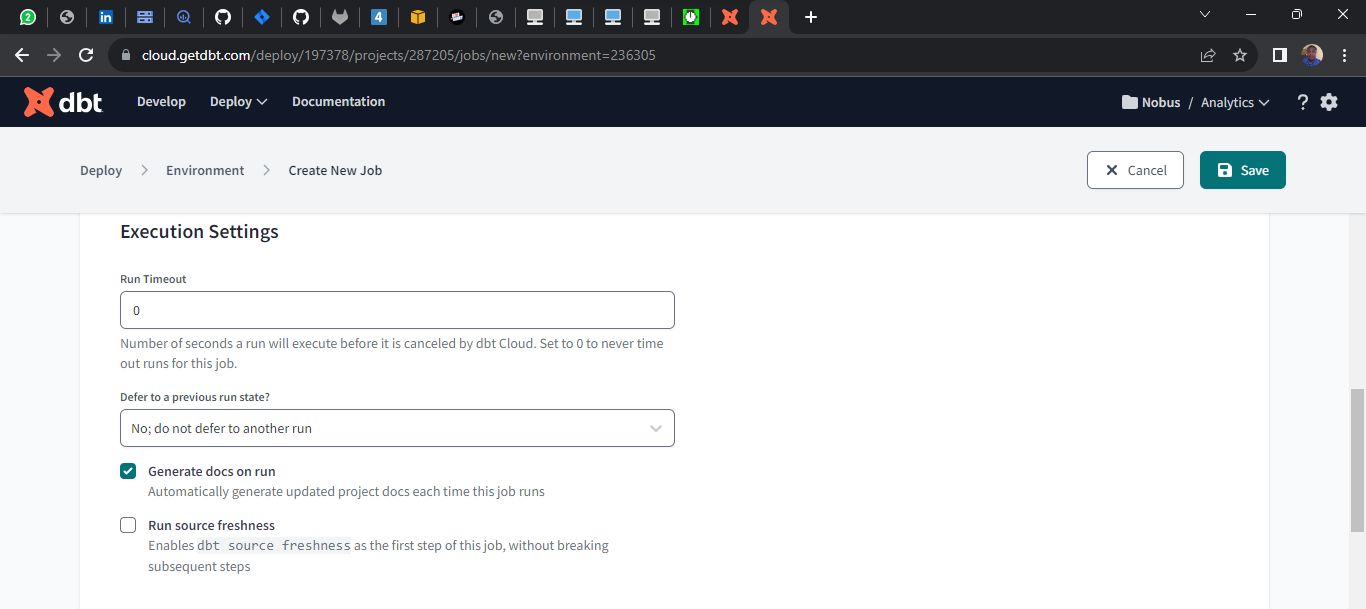 2
in
4
cloud.getdbt.com/deploy/197378/projects/287205/jobs/new?environment=236305
dbt
Develop
Deploy
Documentation
Nobus / Analytics
?
Deploy
Environment
Create New Job
Cancel
Save
Execution Settings
Run Timeout
0
Number of seconds a run will execute before it is canceled by dbt Cloud. Set to 0 to never time
out runs for this job.
Defer to a previous run state?
No; do not defer to another run
Generate docs on run
Automatically generate updated project docs each time this job runs
Run source freshness
Enables dbt source freshness as the first step of this job, without breaking
subsequent steps